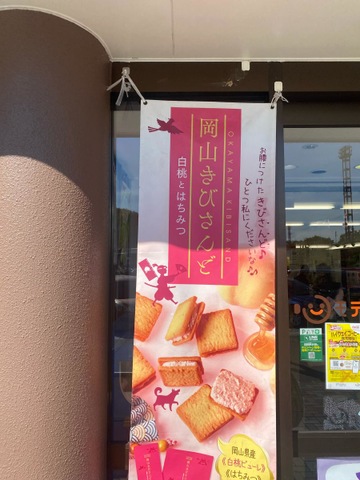 お腰につけたきびさんど♪
ひとつ私にくださいな♪
OKAYAMA KIBISAND
岡山きびさんど
白桃とはちみつ
岡山県産
《白桃ピューレ》
《はちみつ》